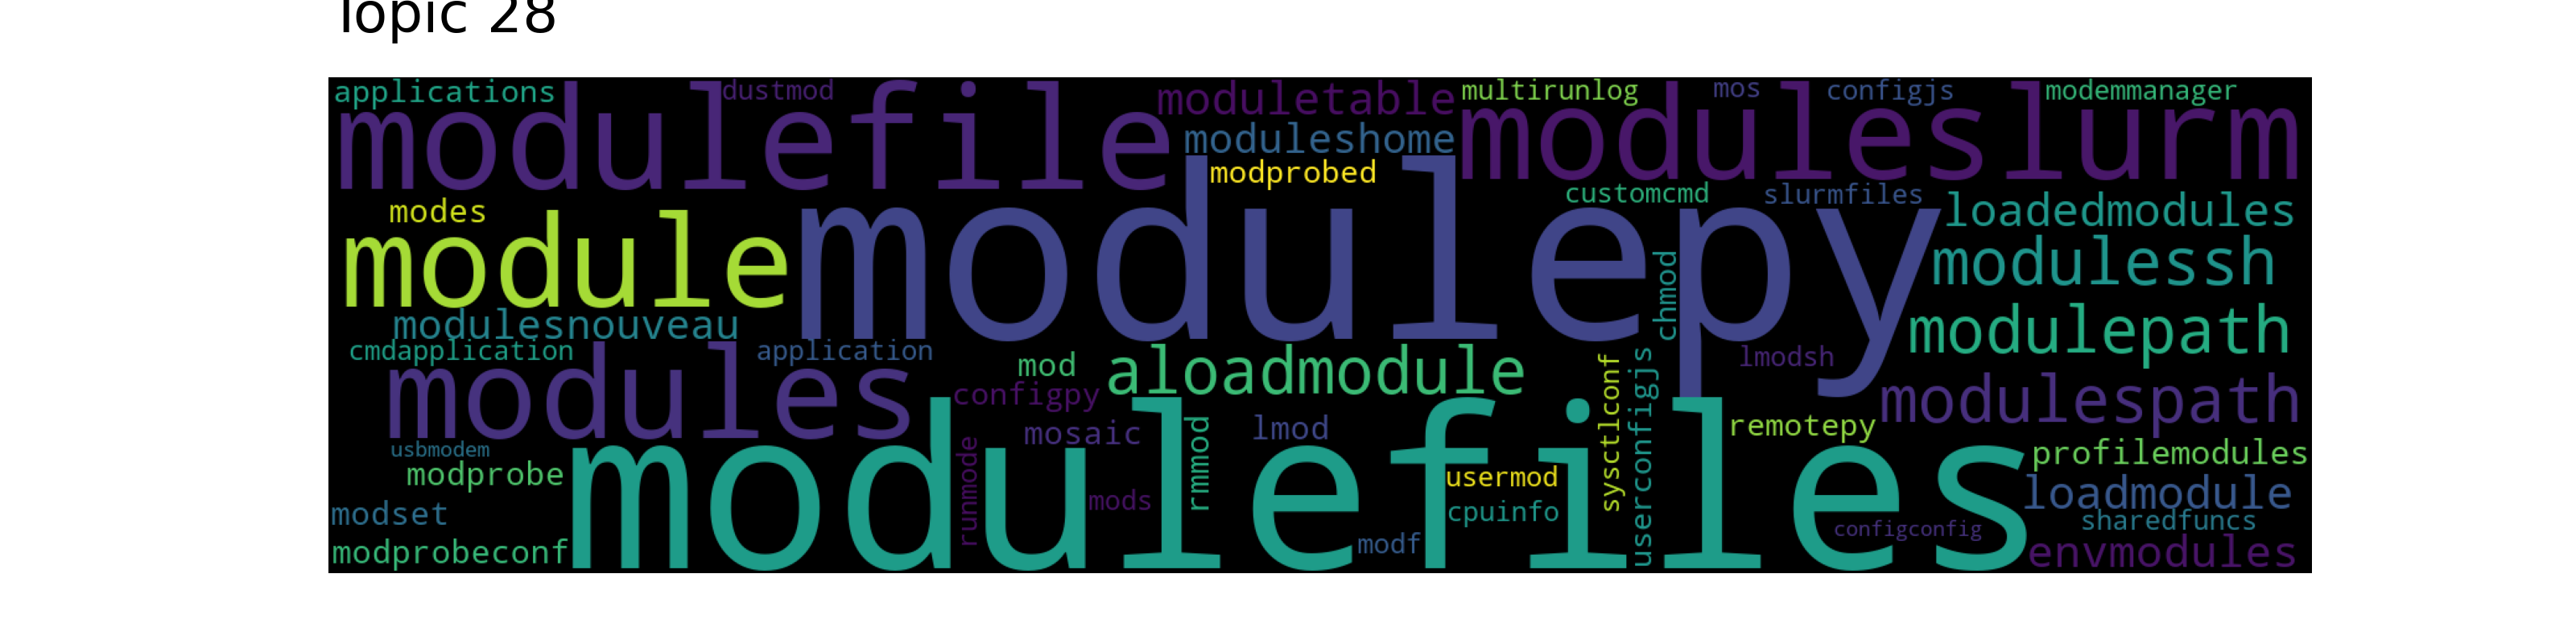 Topic 28
applications
dustmod
modulefile
moduletable
multirunlog
mos
configjs
modemmanager
moduleshome
moduleslurm
modprobed
customcmd
slurmfiles
modes
module
modulepy
loadedmodules
modulessh
chmod
modulesnouveau
modulepath
cmdapplication
application
modules
mod
aloadmodule
lmodsh
configpy
modulespath
mosaic
lmod
rmmod
sysctlconf
userconfigjs
remotepy
usbmodem
modprobe
runmode
modulefiles
mods
usermod
cpuinfo
profilemodules
loadmodule
modset
sharedfuncs
configconfig
modf
modprobeconf
envmodules